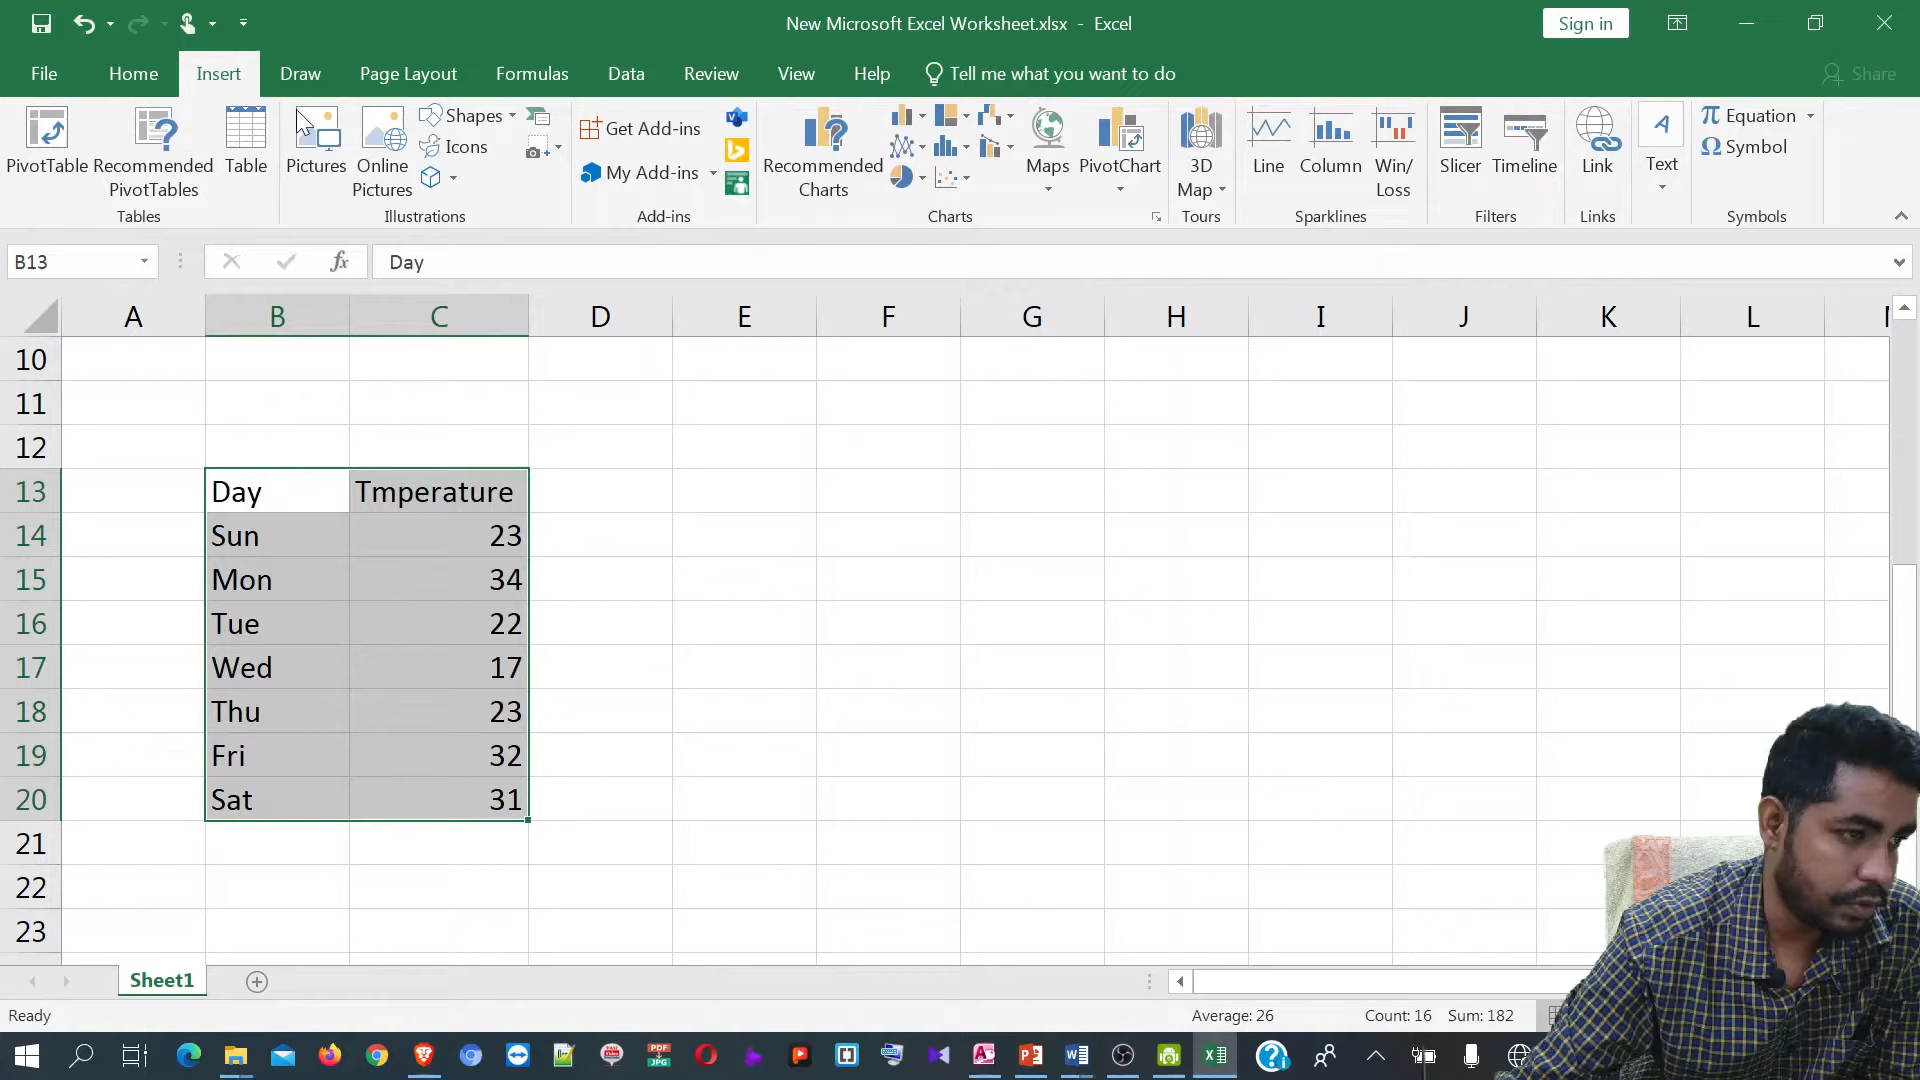 New Microsoft Excel Worksheet.xlsx - Excel
Sign in
File Home Insert Draw Page Layout Formulas Data Review View Help Tell me what you want to do Share
PivotTable
Recommended
PivotTables
Table
Tables
Pictures
Online
Pictures
Shapes
Icons
Illustrations
Get Add-ins
My Add-ins
Add-ins
Recommended
Charts
Maps
PivotChart
Charts
3D
Map
Tours
Line
Column
Win/
Loss
Sparklines
Slicer
Timeline
Filters
Link
Links
Text
Equation
Symbol
Symbols
B13 fx Day
A B C D E F G H I J K L
10
11
12
13 Day Tmperature
14 Sun 23
15 Mon 34
16 Tue 22
17 Wed 17
18 Thu 23
19 Fri 32
20 Sat 31
21
22
23
Sheet1
Ready Average: 26 Count: 16 Sum: 182